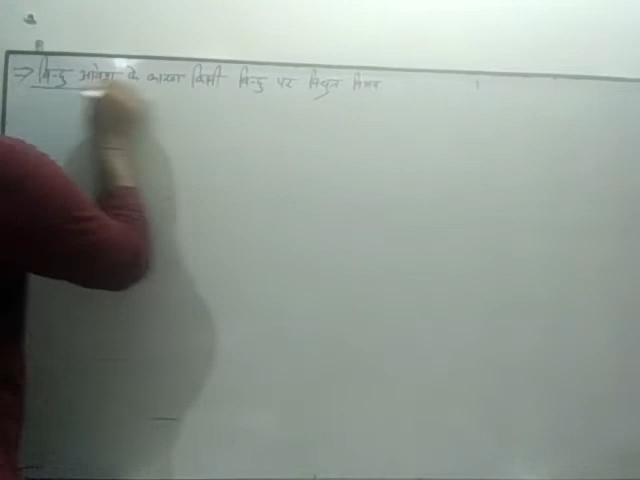 → बिन्दु आवेश के कारण किसी बिन्दु पर विद्युत विभव